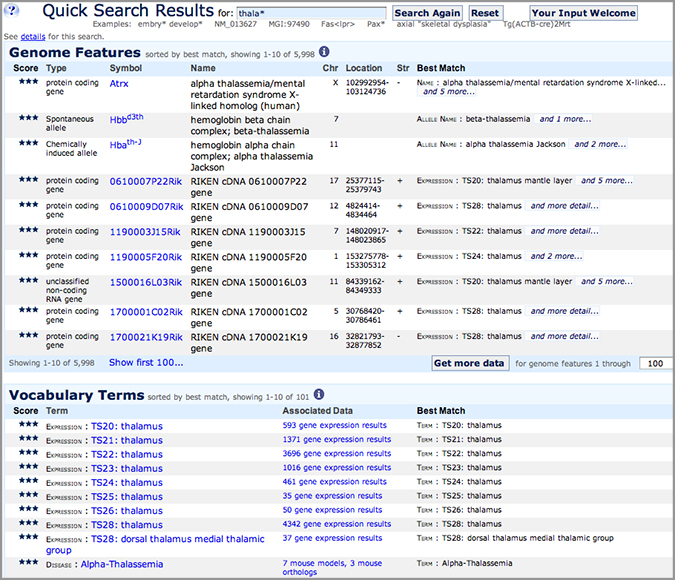 ? Quick Search Results for: thala* Search Again Reset Your Input Welcome
Examples: embry* develop* NM_013627 MGI:97490 Fas<lpr> Pax* axial "skeletal dysplasia" Tg(ACTB-cre)2Mrt
See details for this search.
Genome Features sorted by best match, showing 1-10 of 5,998 i
Score Type Symbol Name Chr Location Str Best Match
*** protein coding gene Atrx alpha thalassemia/mental retardation syndrome X-linked homolog (human) X 102992954-103124736 - Name : alpha thalassemia/mental retardation syndrome X-linked... and 5 more...
*** Spontaneous allele Hbbd3th hemoglobin beta chain complex; beta-thalassemia 7 Allele Name : beta-thalassemia and 1 more...
*** Chemically induced allele Hbath-J hemoglobin alpha chain complex; alpha thalassemia Jackson 11 Allele Name : alpha thalassemia Jackson and 2 more...
*** protein coding gene 0610007P22Rik RIKEN cDNA 0610007P22 gene 17 25377115-25379743 + Expression : TS20: thalamus mantle layer and 5 more...
*** protein coding gene 0610009D07Rik RIKEN cDNA 0610009D07 gene 12 4824414-4834464 + Expression : TS28: thalamus and more detail...
*** protein coding gene 1190003J15Rik RIKEN cDNA 1190003J15 gene 7 148020917-148023865 + Expression : TS22: thalamus and more detail...
*** protein coding gene 1190005F20Rik RIKEN cDNA 1190005F20 gene 1 153275778-153305312 + Expression : TS24: thalamus and 2 more...
*** unclassified non-coding RNA gene 1500016L03Rik RIKEN cDNA 1500016L03 gene 11 84339162-84349333 + Expression : TS20: thalamus mantle layer and 5 more...
*** protein coding gene 1700001C02Rik RIKEN cDNA 1700001C02 gene 5 30768420-30786461 + Expression : TS28: thalamus and more detail...
*** protein coding gene 1700021K19Rik RIKEN cDNA 1700021K19 gene 16 32821793-32877852 - Expression : TS28: thalamus and more detail...
Showing 1-10 of 5,998 Show first 100... Get more data for genome features 1 through 100
Vocabulary Terms sorted by best match, showing 1-10 of 101 i
Score Term Associated Data Best Match
*** Expression : TS20: thalamus 593 gene expression results Term : TS20: thalamus
*** Expression : TS21: thalamus 1371 gene expression results Term : TS21: thalamus
*** Expression : TS22: thalamus 3696 gene expression results Term : TS22: thalamus
*** Expression : TS23: thalamus 1016 gene expression results Term : TS23: thalamus
*** Expression : TS24: thalamus 461 gene expression results Term : TS24: thalamus
*** Expression : TS25: thalamus 35 gene expression results Term : TS25: thalamus
*** Expression : TS26: thalamus 50 gene expression results Term : TS26: thalamus
*** Expression : TS28: thalamus 4342 gene expression results Term : TS28: thalamus
*** Expression : TS28: dorsal thalamus medial thalamic group 37 gene expression results Term : TS28: dorsal thalamus medial thalamic group
*** Disease : Alpha-Thalassemia 7 mouse models, 3 mouse orthologs Term : Alpha-Thalassemia